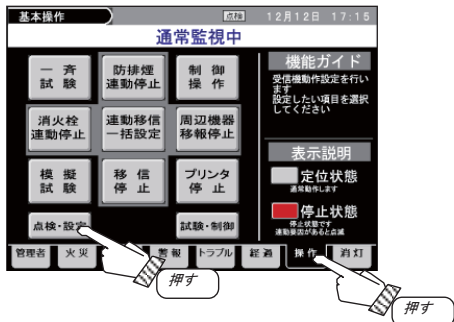 基本操作 点検 12月12日 17:15
通常監視中
一斉
試験
防排煙
連動停止
制御
操作
消火栓
連動停止
連動移信
一括設定
周辺機器
移報停止
模擬
試験
移信
停止
プリンタ
停止
点検・設定
試験・制御
機能ガイド
受信機動作設定を行い
ます
設定したい項目を選択
してください
表示説明
定位状態
通常動作します
停止状態
停止状態です
連動要因があると点滅
管理者 火災 警報 トラブル 経過 操作 消灯
押す
押す